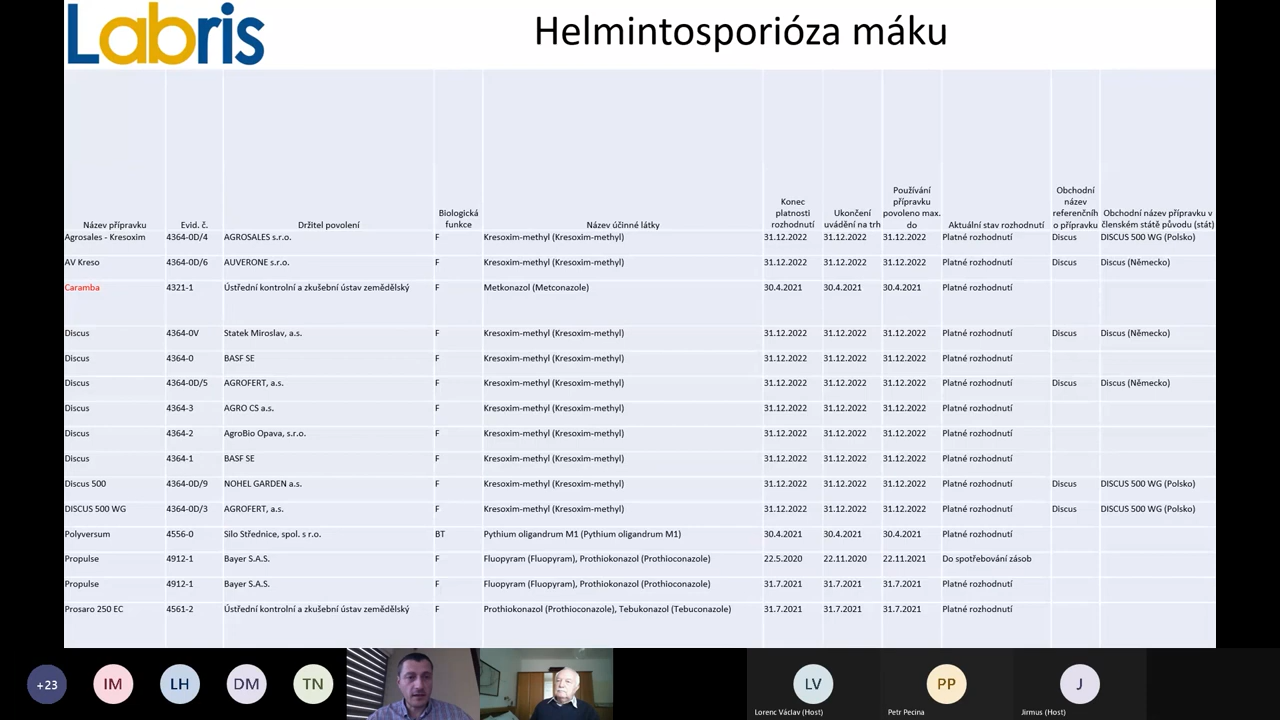 Labris
Helmintosporióza máku
Název přípravku Evid. č. Držitel povolení Biologická funkce Název účinné látky Konec platnosti rozhodnutí Ukončení uvádění na trh Používání přípravku povoleno max. do Aktuální stav rozhodnutí Obchodní název referenčníh o přípravku Obchodní název přípravku v členském státě původu (stát)
Agrosales - Kresoxim 4364-0D/4 AGROSALES s.r.o. F Kresoxim-methyl (Kresoxim-methyl) 31.12.2022 31.12.2022 31.12.2022 Platné rozhodnutí Discus DISCUS 500 WG (Polsko)
AV Kreso 4364-0D/6 AUVERONE s.r.o. F Kresoxim-methyl (Kresoxim-methyl) 31.12.2022 31.12.2022 31.12.2022 Platné rozhodnutí Discus Discus (Německo)
Caramba 4321-1 Ústřední kontrolní a zkušební ústav zemědělský F Metkonazol (Metconazole) 30.4.2021 30.4.2021 30.4.2021 Platné rozhodnutí
Discus 4364-0V Statek Miroslav, a.s. F Kresoxim-methyl (Kresoxim-methyl) 31.12.2022 31.12.2022 31.12.2022 Platné rozhodnutí Discus Discus (Německo)
Discus 4364-0 BASF SE F Kresoxim-methyl (Kresoxim-methyl) 31.12.2022 31.12.2022 31.12.2022 Platné rozhodnutí
Discus 4364-0D/5 AGROFERT, a.s. F Kresoxim-methyl (Kresoxim-methyl) 31.12.2022 31.12.2022 31.12.2022 Platné rozhodnutí Discus Discus (Německo)
Discus 4364-3 AGRO CS a.s. F Kresoxim-methyl (Kresoxim-methyl) 31.12.2022 31.12.2022 31.12.2022 Platné rozhodnutí
Discus 4364-2 AgroBio Opava, s.r.o. F Kresoxim-methyl (Kresoxim-methyl) 31.12.2022 31.12.2022 31.12.2022 Platné rozhodnutí
Discus 4364-1 BASF SE F Kresoxim-methyl (Kresoxim-methyl) 31.12.2022 31.12.2022 31.12.2022 Platné rozhodnutí
Discus 500 4364-0D/9 NOHEL GARDEN a.s. F Kresoxim-methyl (Kresoxim-methyl) 31.12.2022 31.12.2022 31.12.2022 Platné rozhodnutí Discus DISCUS 500 WG (Polsko)
DISCUS 500 WG 4364-0D/3 AGROFERT, a.s. F Kresoxim-methyl (Kresoxim-methyl) 31.12.2022 31.12.2022 31.12.2022 Platné rozhodnutí Discus DISCUS 500 WG (Polsko)
Polyversum 4556-0 Silo Střednice, spol. s r.o. BT Pythium oligandrum M1 (Pythium oligandrum M1) 30.4.2021 30.4.2021 30.4.2021 Platné rozhodnutí
Propulse 4912-1 Bayer S.A.S. F Fluopyram (Fluopyram), Prothiokonazol (Prothioconazole) 22.5.2020 22.11.2020 22.11.2021 Do spotřebování zásob
Propulse 4912-1 Bayer S.A.S. F Fluopyram (Fluopyram), Prothiokonazol (Prothioconazole) 31.7.2021 31.7.2021 31.7.2021 Platné rozhodnutí
Prosaro 250 EC 4561-2 Ústřední kontrolní a zkušební ústav zemědělský F Prothiokonazol (Prothioconazole), Tebukonazol (Tebuconazole) 31.7.2021 31.7.2021 31.7.2021 Platné rozhodnutí
+23 IM LH DM TN LV PP J
Lorenc Václav (Host) Petr Pecina Jirmus (Host)